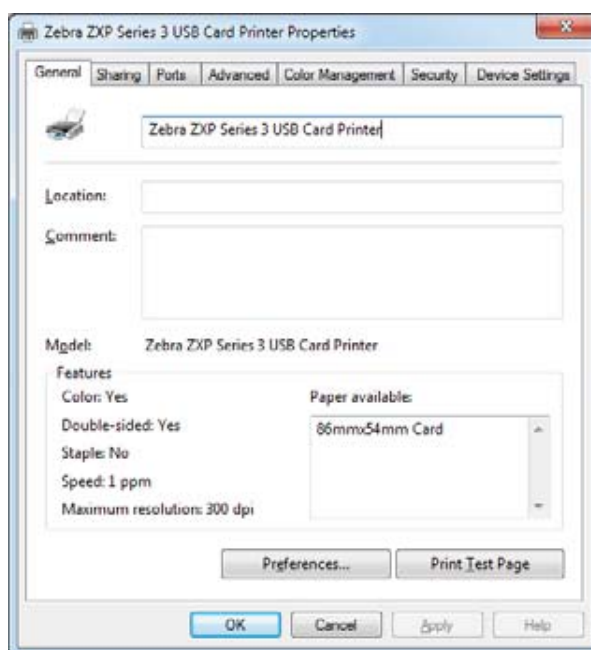 Zebra ZXP Series 3 USB Card Printer Properties
General Sharing Ports Advanced Color Management Security Device Settings
Zebra ZXP Series 3 USB Card Printer
Location:
Comment:
Model: Zebra ZXP Series 3 USB Card Printer
Features
Color: Yes
Paper available:
Double-sided: Yes
86mmx54mm Card
Staple: No
Speed: 1 ppm
Maximum resolution: 300 dpi
Preferences... Print Test Page
OK Cancel Apply Help